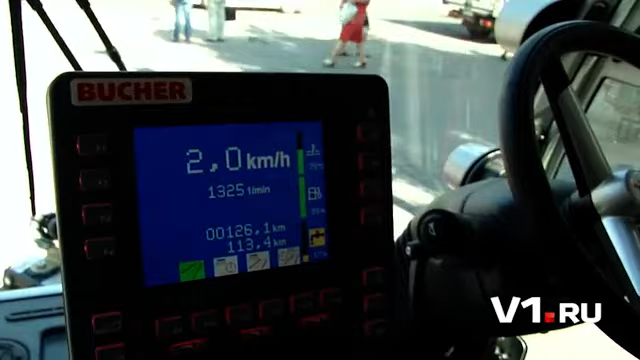 BUCHER
2,0 km/h
1325 1/min
00126.1 km
113.4 km
V1.RU